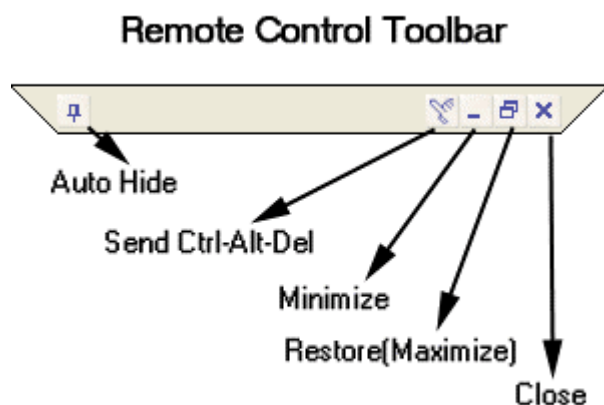 Remote Control Toolbar
Auto Hide
Send Ctrl-Alt-Del
Minimize
Restore(Maximize)
Close